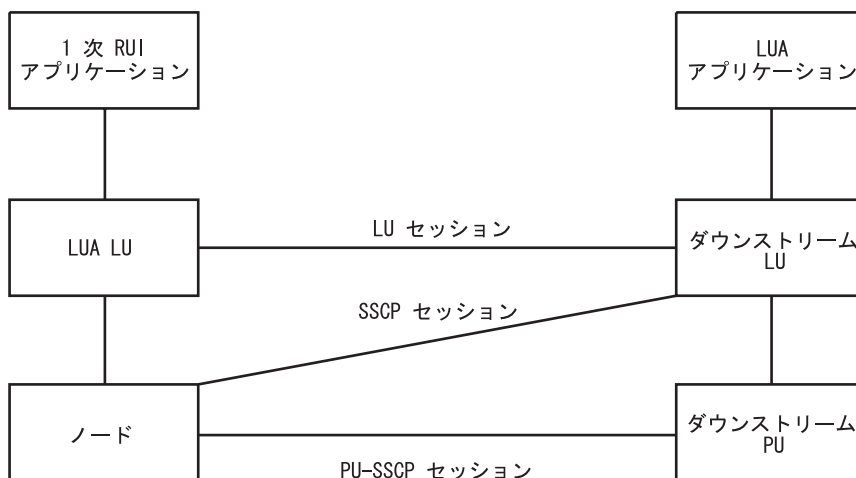 1 次 RUI
アプリケーション
LUA
アプリケーション
LUA LU
LU セッション
ダウンストリーム
LU
SSCP セッション
ノード
ダウンストリーム
PU
PU-SSCP セッション